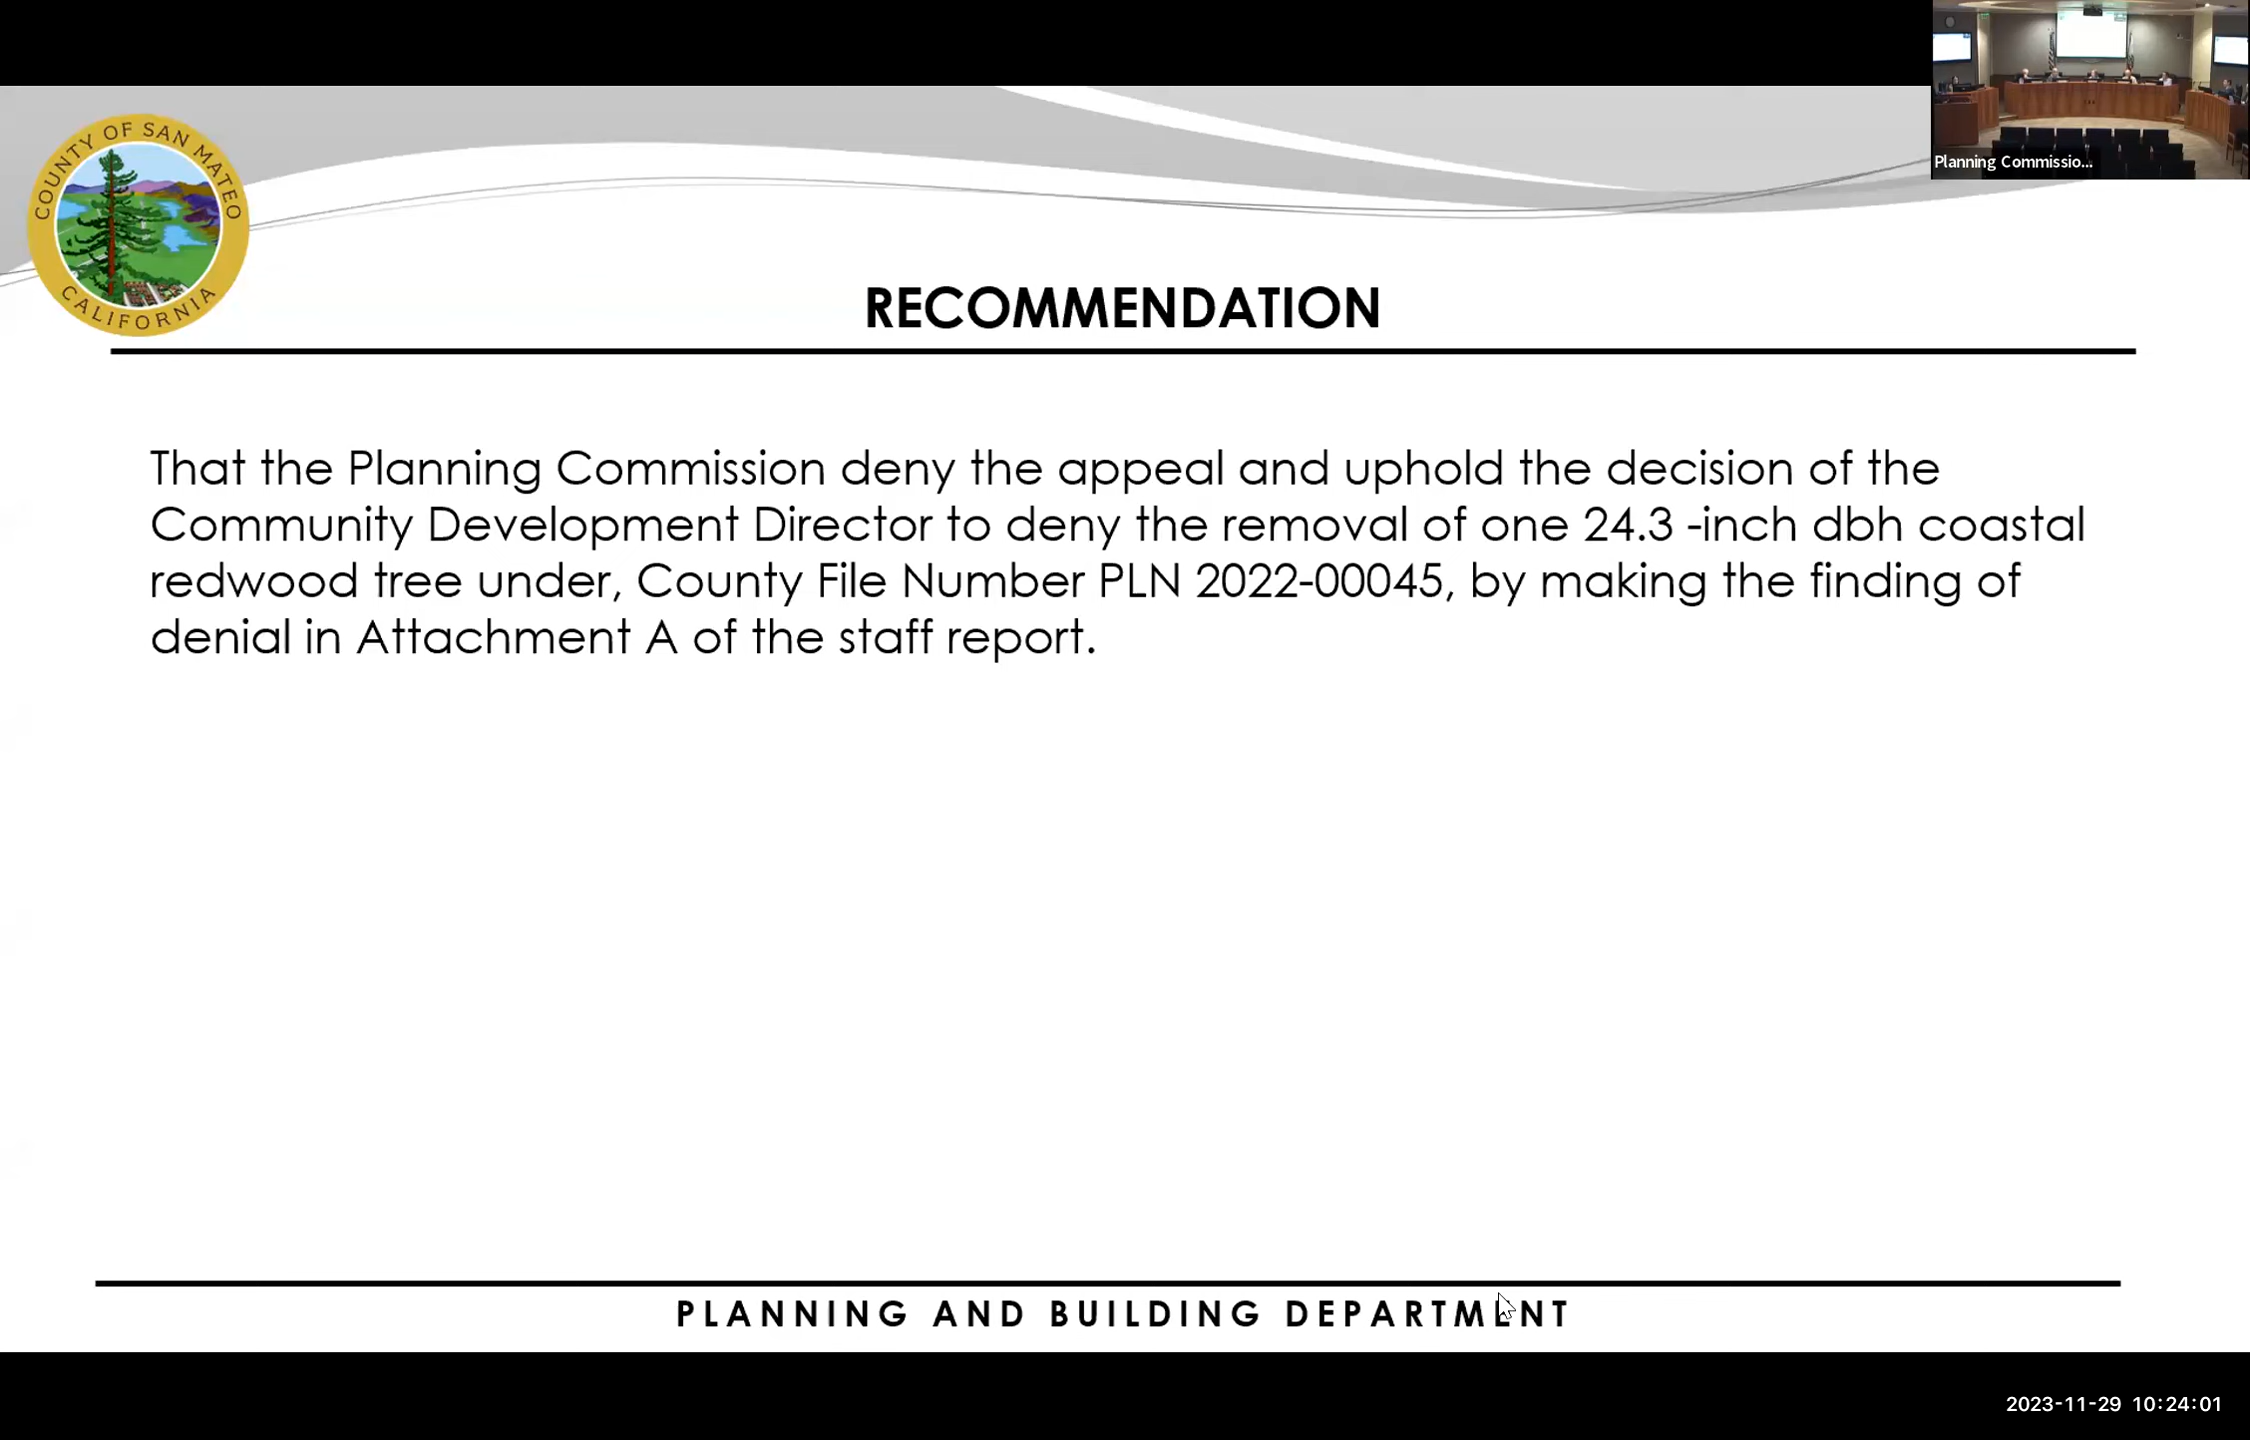 Planning Commissio...
COUNTY OF SAN MATEO
CALIFORNIA
RECOMMENDATION
That the Planning Commission deny the appeal and uphold the decision of the
Community Development Director to deny the removal of one 24.3 -inch dbh coastal
redwood tree under, County File Number PLN 2022-00045, by making the finding of
denial in Attachment A of the staff report.
PLANNING AND BUILDING DEPARTMENT
2023-11-29 10:24:01